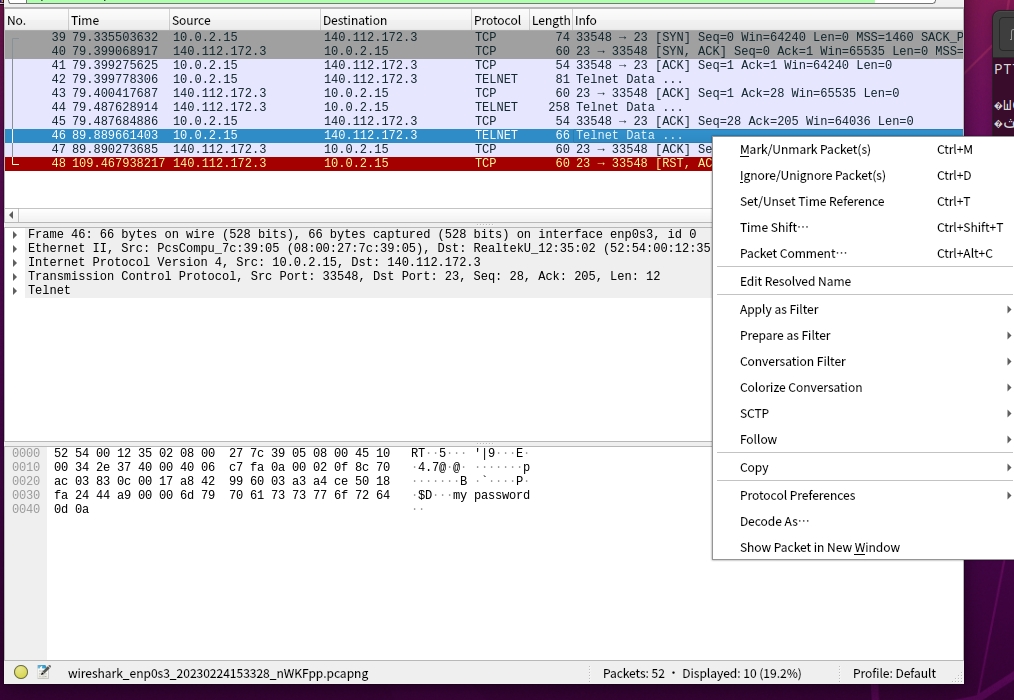 No. Time Source Destination Protocol Length Info
39 79.335503632 10.0.2.15 140.112.172.3 TCP 74 33548 → 23 [SYN] Seq=0 Win=64240 Len=0 MSS=1460 SACK_P
40 79.399068917 140.112.172.3 10.0.2.15 TCP 60 23 → 33548 [SYN, ACK] Seq=0 Ack=1 Win=65535 Len=0 MSS=
41 79.399275625 10.0.2.15 140.112.172.3 TCP 54 33548 → 23 [ACK] Seq=1 Ack=1 Win=64240 Len=0
42 79.399778306 10.0.2.15 140.112.172.3 TELNET 81 Telnet Data ...
43 79.400417687 140.112.172.3 10.0.2.15 TCP 60 23 → 33548 [ACK] Seq=1 Ack=28 Win=65535 Len=0
44 79.487628914 140.112.172.3 10.0.2.15 TELNET 258 Telnet Data ...
45 79.487684886 10.0.2.15 140.112.172.3 TCP 54 33548 → 23 [ACK] Seq=28 Ack=205 Win=64036 Len=0
46 89.889661403 10.0.2.15 140.112.172.3 TELNET 66 Telnet Data ...
47 89.890273685 140.112.172.3 10.0.2.15 TCP 60 23 → 33548 [ACK] Se
48 109.467938217 140.112.172.3 10.0.2.15 TCP 60 23 → 33548 [RST, AC
Mark/Unmark Packet(s) Ctrl+M
Ignore/Unignore Packet(s) Ctrl+D
Set/Unset Time Reference Ctrl+T
Time Shift… Ctrl+Shift+T
Packet Comment… Ctrl+Alt+C
Edit Resolved Name
Apply as Filter
Prepare as Filter
Conversation Filter
Colorize Conversation
SCTP
Follow
Copy
Protocol Preferences
Decode As…
Show Packet in New Window
Frame 46: 66 bytes on wire (528 bits), 66 bytes captured (528 bits) on interface enp0s3, id 0
Ethernet II, Src: PcsCompu_7c:39:05 (08:00:27:7c:39:05), Dst: RealtekU_12:35:02 (52:54:00:12:35
Internet Protocol Version 4, Src: 10.0.2.15, Dst: 140.112.172.3
Transmission Control Protocol, Src Port: 33548, Dst Port: 23, Seq: 28, Ack: 205, Len: 12
Telnet
0000 52 54 00 12 35 02 08 00 27 7c 39 05 08 00 45 10 RT··5··· '|9···E·
0010 00 34 2e 37 40 00 40 06 c7 fa 0a 00 02 0f 8c 70 ·4.7@·@· ·······p
0020 ac 03 83 0c 00 17 a8 42 99 60 03 a3 a4 ce 50 18 ·······B ·`····P·
0030 fa 24 44 a9 00 00 6d 79 70 61 73 73 77 6f 72 64 ·$D···my password
0040 0d 0a ··
wireshark_enp0s3_20230224153328_nWKFpp.pcapng Packets: 52 · Displayed: 10 (19.2%) Profile: Default